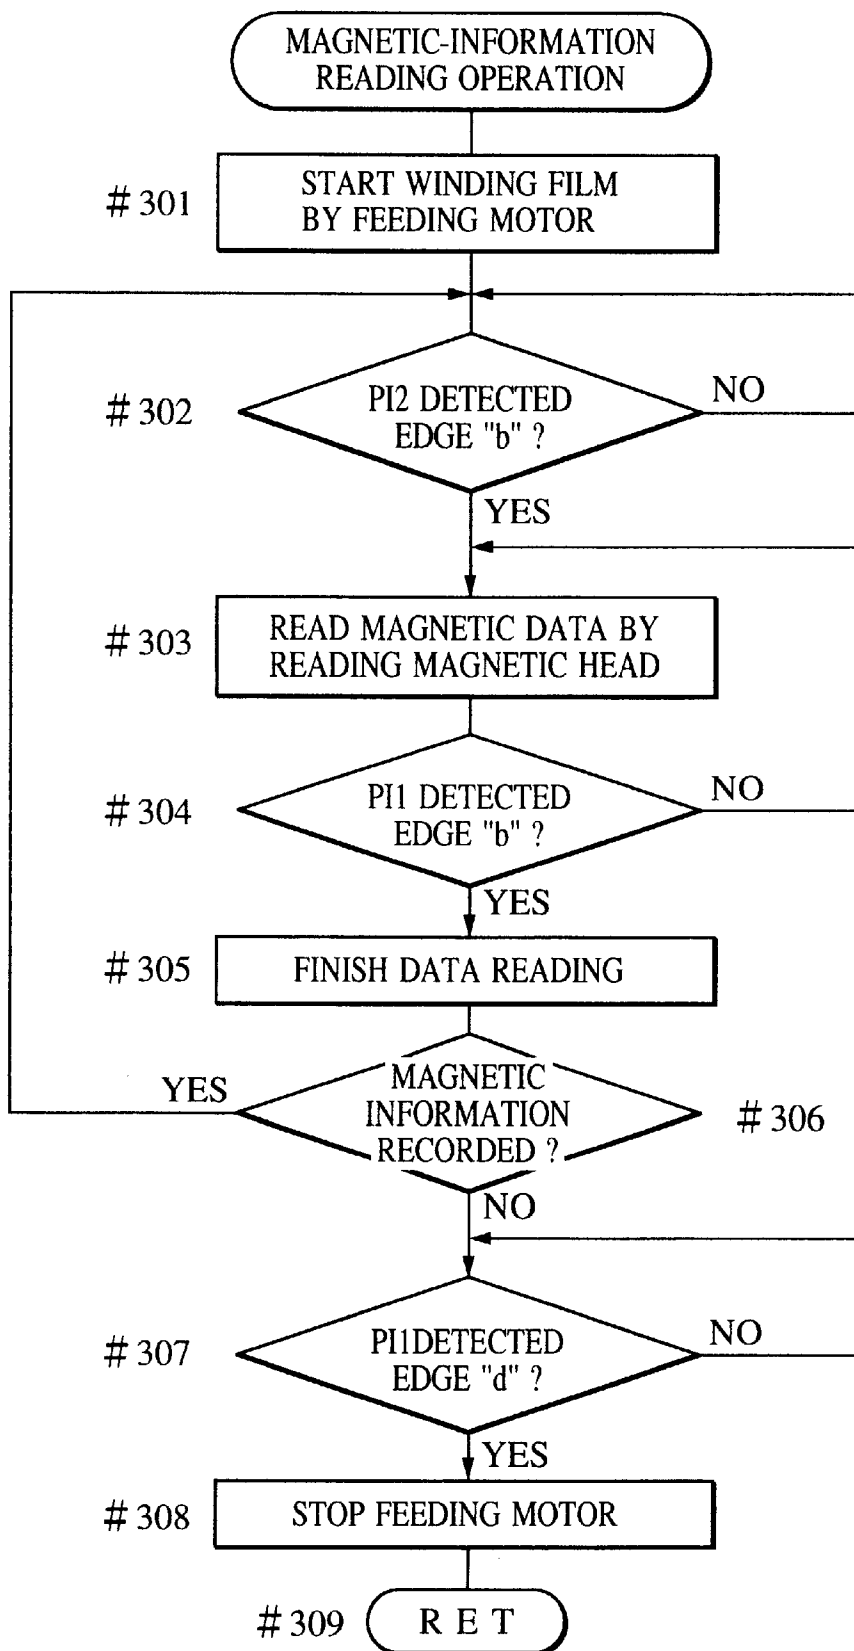 MAGNETIC-INFORMATION
READING OPERATION
# 301
START WINDING FILM
BY FEEDING MOTOR
# 302
PI2 DETECTED
EDGE "b" ?
NO
YES
# 303
READ MAGNETIC DATA BY
READING MAGNETIC HEAD
# 304
PI1 DETECTED
EDGE "b" ?
NO
YES
# 305
FINISH DATA READING
YES
MAGNETIC
INFORMATION
RECORDED ?
# 306
NO
# 307
PI1DETECTED
EDGE "d" ?
NO
YES
# 308
STOP FEEDING MOTOR
# 309
R E T